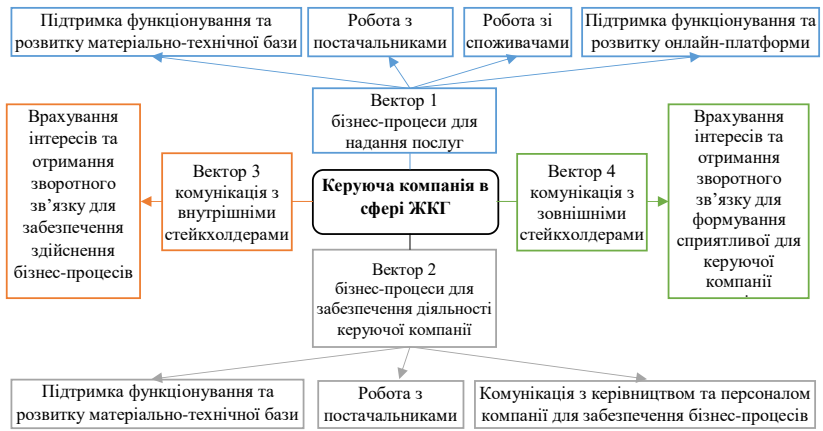 Підтримка функціонування та
розвитку матеріально-технічної бази
Робота з
постачальниками
Робота зі
споживачами
Підтримка функціонування та
розвитку онлайн-платформи
Вектор 1
бізнес-процеси для
надання послуг
Врахування
інтересів та
отримання
зворотного
зв’язку для
забезпечення
здійснення
бізнес-процесів
Вектор 3
комунікація з
внутрішніми
стейкхолдерами
Керуюча компанія в
сфері ЖКГ
Вектор 4
комунікація з
зовнішніми
стейкхолдерами
Врахування
інтересів та
отримання
зворотного
зв’язку для
формування
сприятливої для
керуючої
компанії
Вектор 2
бізнес-процеси для
забезпечення діяльності
керуючої компанії
Підтримка функціонування та
розвитку матеріально-технічної бази
Робота з
постачальниками
Комунікація з керівництвом та персоналом
компанії для забезпечення бізнес-процесів